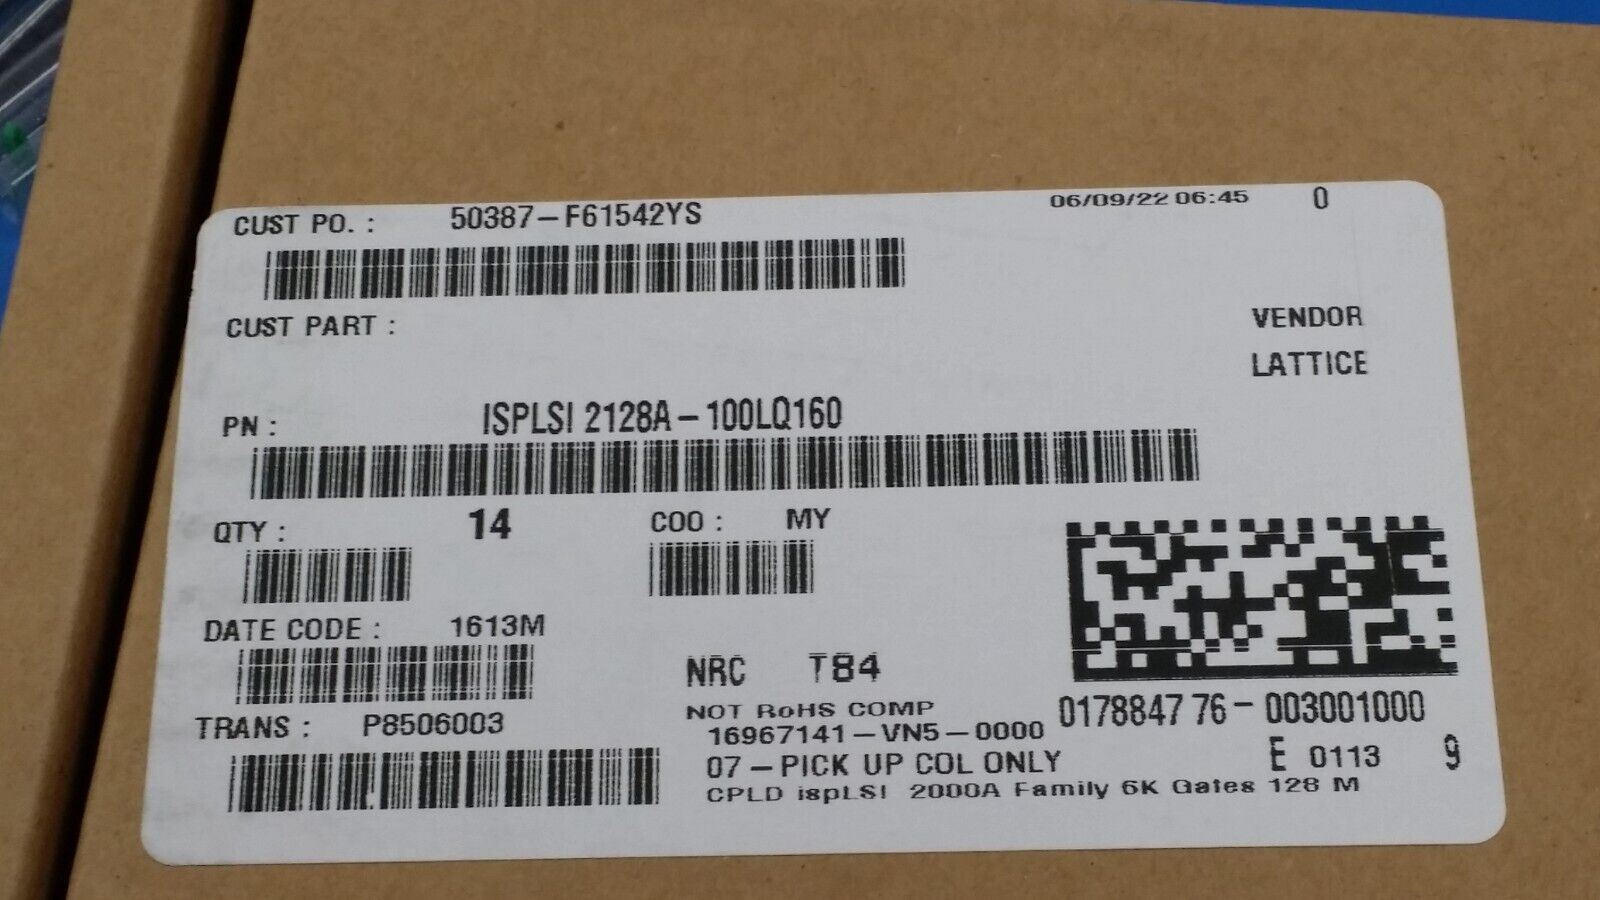 CUST PO. : 50387-F61542YS 06/09/22 06:45 0
CUST PART : VENDOR
LATTICE
PN : ISPLSI 2128A-100LQ160
QTY : 14 COO : MY
DATE CODE : 1613M
NRC T84
TRANS : P8506003 NOT RoHS COMP
16967141-VN5-0000 017884776-003001000
07-PICK UP COL ONLY E 0113 9
CPLD ispLSI 2000A Family 6K Gates 128 M